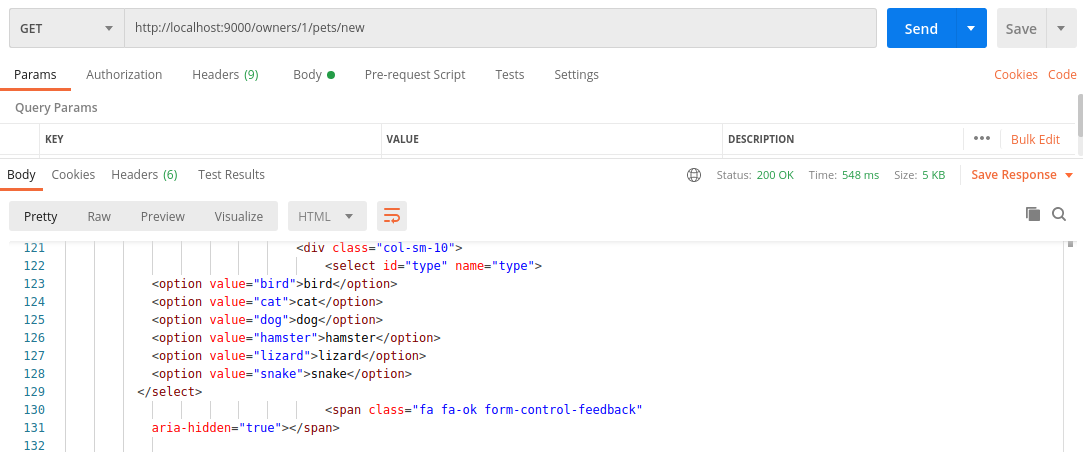 GET http://localhost:9000/owners/1/pets/new Send Save
Params Authorization Headers (9) Body Pre-request Script Tests Settings Cookies Code
Query Params
KEY VALUE DESCRIPTION ••• Bulk Edit
Body Cookies Headers (6) Test Results Status: 200 OK Time: 548 ms Size: 5 KB Save Response
Pretty Raw Preview Visualize HTML
121 <div class="col-sm-10">
122 <select id="type" name="type">
123 <option value="bird">bird</option>
124 <option value="cat">cat</option>
125 <option value="dog">dog</option>
126 <option value="hamster">hamster</option>
127 <option value="lizard">lizard</option>
128 <option value="snake">snake</option>
129 </select>
130 <span class="fa fa-ok form-control-feedback"
131 aria-hidden="true"></span>
132